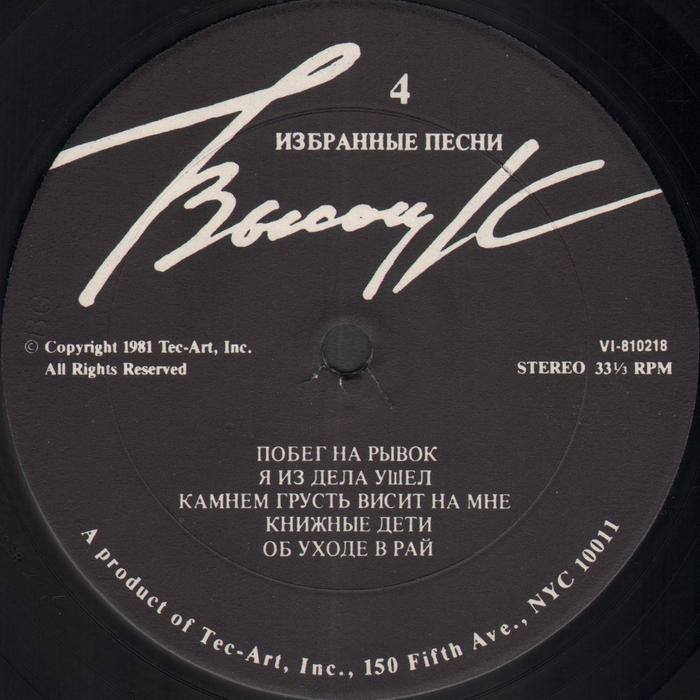 4
ИЗБРАННЫЕ ПЕСНИ
Высоцк
© Copyright 1981 Tec-Art, Inc.
All Rights Reserved
VI-810218
STEREO 33⅓ RPM
ПОБЕГ НА РЫВОК
Я ИЗ ДЕЛА УШЕЛ
КАМНЕМ ГРУСТЬ ВИСИТ НА МНЕ
КНИЖНЫЕ ДЕТИ
ОБ УХОДЕ В РАЙ
A product of Tec-Art, Inc., 150 Fifth Ave., NYC 10011